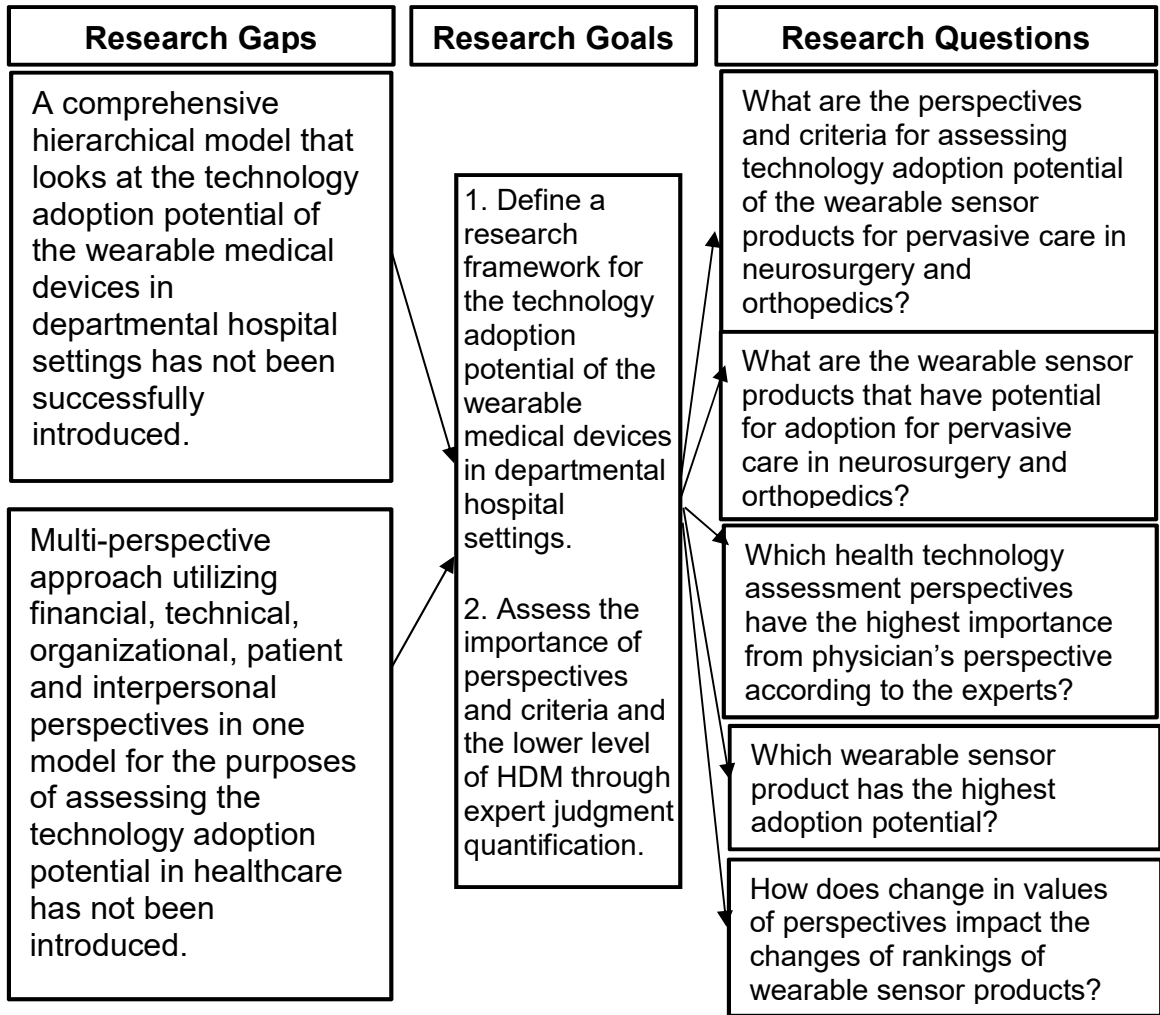 Research Gaps
Research Goals
Research Questions
A comprehensive
hierarchical model that
looks at the technology
adoption potential of
the wearable medical
devices in
departmental hospital
settings has not been
successfully
introduced.
Multi-perspective
approach utilizing
financial, technical,
organizational, patient
and interpersonal
perspectives in one
model for the purposes
of assessing the
technology adoption
potential in healthcare
has not been
introduced.
1. Define a
research
framework for
the technology
adoption
potential of the
wearable
medical devices
in departmental
hospital
settings.
2. Assess the
importance of
perspectives
and criteria and
the lower level
of HDM through
expert judgment
quantification.
What are the perspectives
and criteria for assessing
technology adoption potential
of the wearable sensor
products for pervasive care in
neurosurgery and
orthopedics?
What are the wearable sensor
products that have potential
for adoption for pervasive
care in neurosurgery and
orthopedics?
Which health technology
assessment perspectives
have the highest importance
from physician’s perspective
according to the experts?
Which wearable sensor
product has the highest
adoption potential?
How does change in values
of perspectives impact the
changes of rankings of
wearable sensor products?